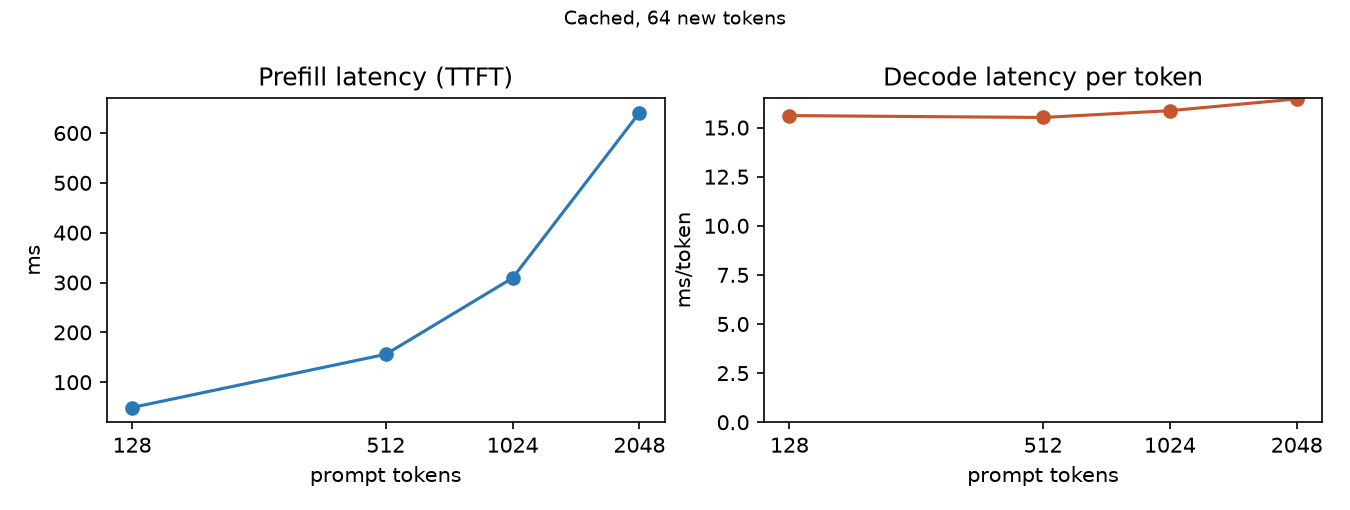 Cached, 64 new tokens
Prefill latency (TTFT)
ms
600
500
400
300
200
100
128 512 1024 2048
prompt tokens
Decode latency per token
ms/token
15.0
12.5
10.0
7.5
5.0
2.5
0.0
128 512 1024 2048
prompt tokens